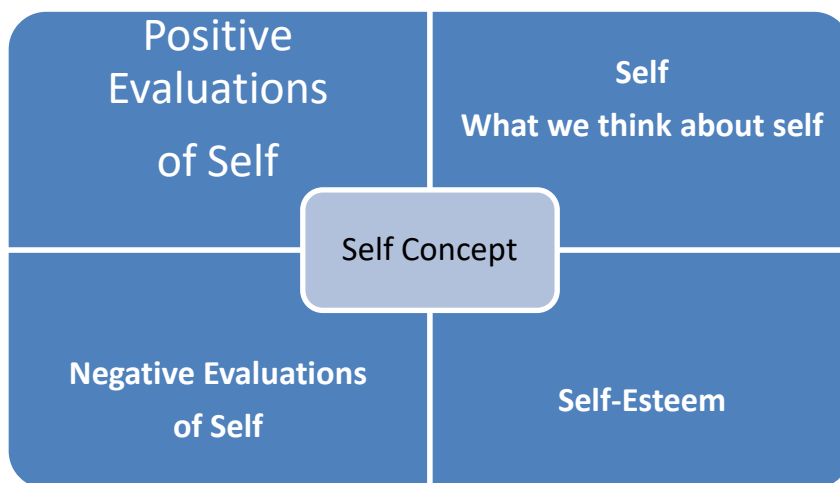 Positive
Evaluations
of Self
Self
What we think about self
Self Concept
Negative Evaluations
of Self
Self-Esteem